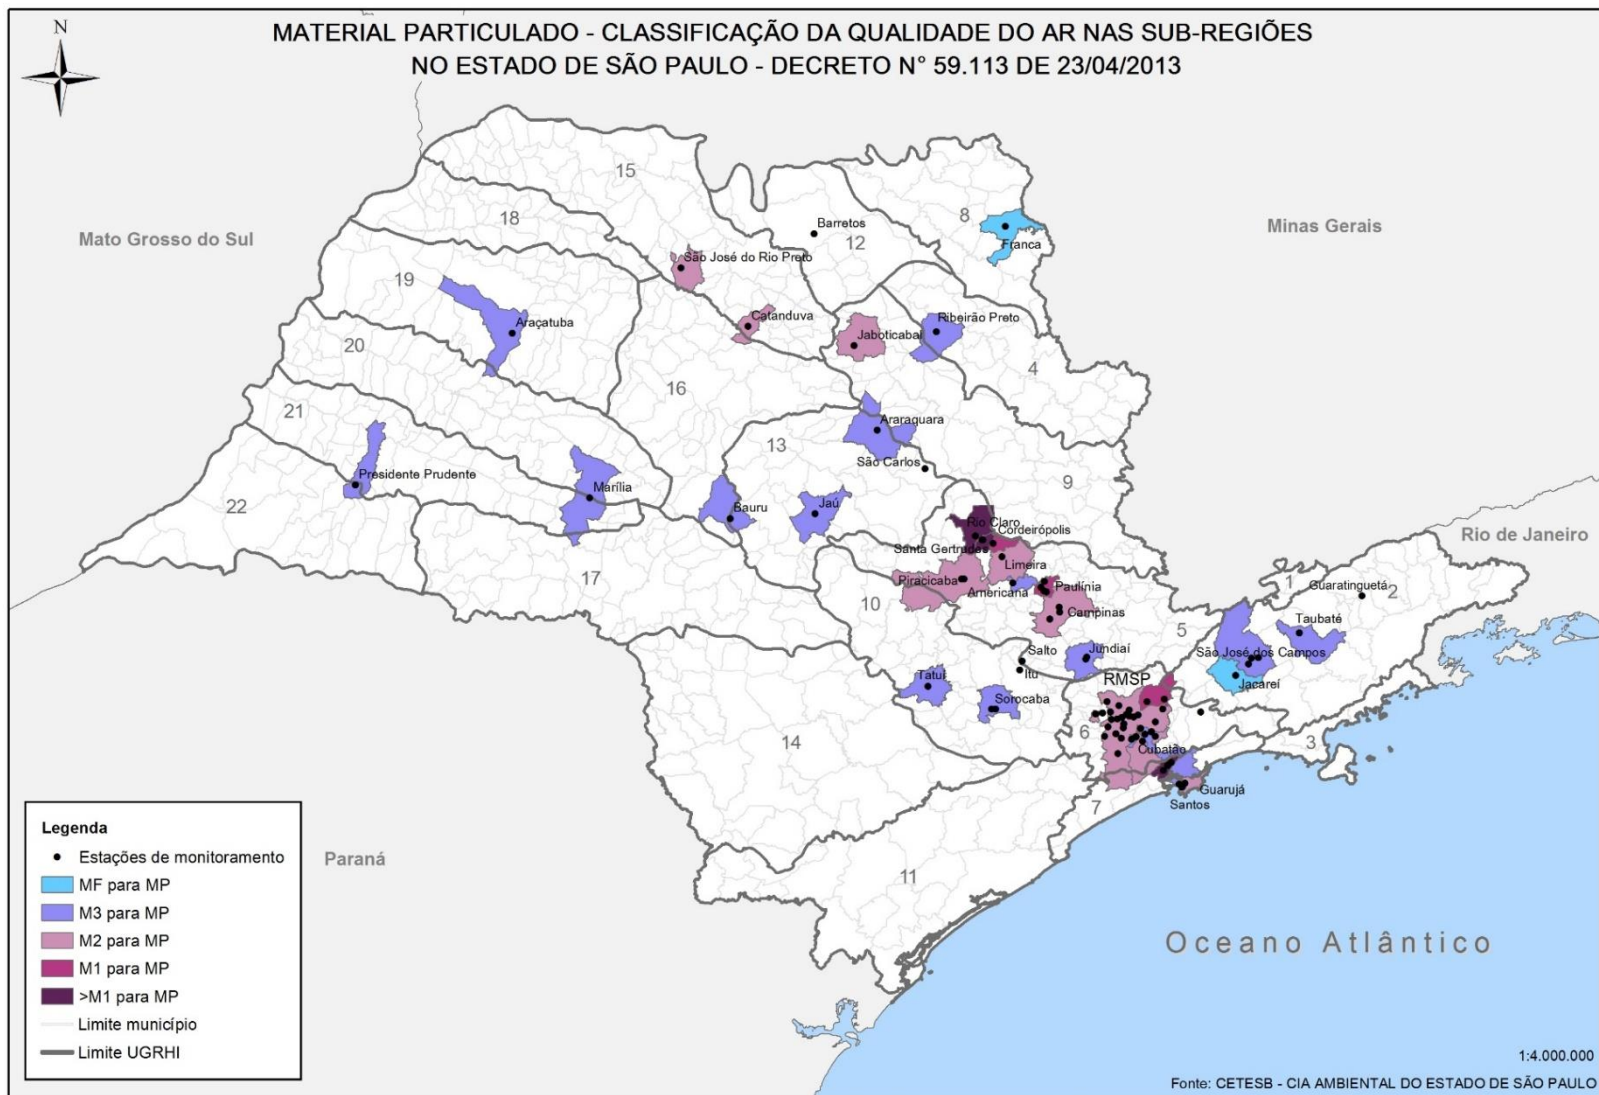 MATERIAL PARTICULADO - CLASSIFICAÇÃO DA QUALIDADE DO AR NAS SUB-REGIÕES
NO ESTADO DE SÃO PAULO - DECRETO N° 59.113 DE 23/04/2013
N
Mato Grosso do Sul
Minas Gerais
Rio de Janeiro
Paraná
Oceano Atlântico
15
18
19
20
21
22
16
17
12
8
4
9
13
10
5
14
11
6
7
3
1
2
Barretos
Franca
São José do Rio Preto
Catanduva
Araçatuba
Jaboticabal
Ribeirão Preto
Araraquara
São Carlos
Presidente Prudente
Marília
Bauru
Jaú
Rio Claro
Cordeirópolis
Santa Gertrudes
Limeira
Piracicaba
Americana
Paulínia
Campinas
Guaratinguetá
Taubaté
São José dos Campos
Jacareí
Jundiaí
Salto
Itu
Tatuí
Sorocaba
RMSP
Cubatão
Guarujá
Santos
Legenda
Estações de monitoramento
MF para MP
M3 para MP
M2 para MP
M1 para MP
>M1 para MP
Limite município
Limite UGRHI
1:4.000.000
Fonte: CETESB - CIA AMBIENTAL DO ESTADO DE SÃO PAULO